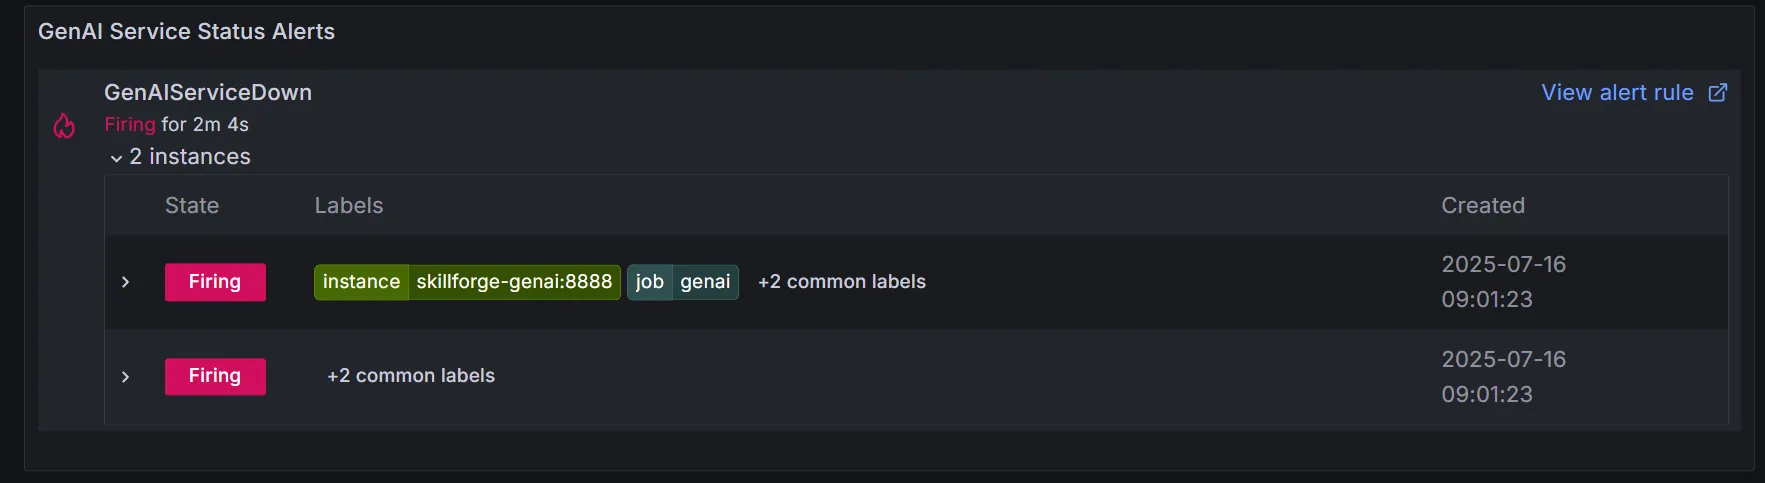 GenAI Service Status Alerts
GenAIServiceDown
View alert rule
Firing for 2m 4s
2 instances
State Labels Created
Firing instance skillforge-genai:8888 job genai +2 common labels 2025-07-16
09:01:23
Firing +2 common labels 2025-07-16
09:01:23